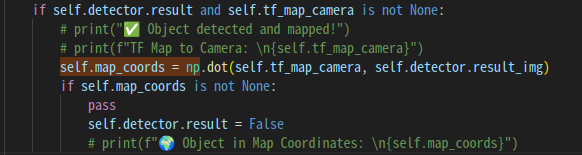 if self.detector.result and self.tf_map_camera is not None:
    # print("✅ Object detected and mapped!")
    # print(f"TF Map to Camera: \n{self.tf_map_camera}")
    self.map_coords = np.dot(self.tf_map_camera, self.detector.result_img)
    if self.map_coords is not None:
        pass
        self.detector.result = False
        # print(f"🌍 Object in Map Coordinates: \n{self.map_coords}")